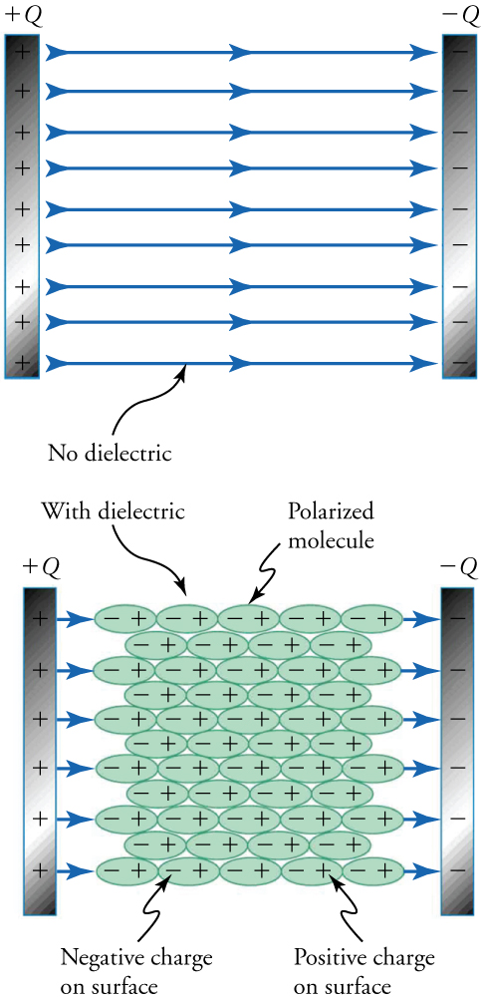 +Q
−Q
+ −
+ −
+ −
+ −
+ −
+ −
+ −
+ −
+ −
No dielectric
With dielectric
Polarized
molecule
+Q
−Q
+ − + − + − + − + − + −
− + − + − + − +
+ − + − + − + − + − + −
− + − + − + − +
+ − + − + − + − + − + −
− + − + − + − +
+ − + − + − + − + − + −
− + − + − + − +
+ − + − + − + − + − + −
− + − + − + − +
+ − + − + − + − + − + −
Negative charge
on surface
Positive charge
on surface